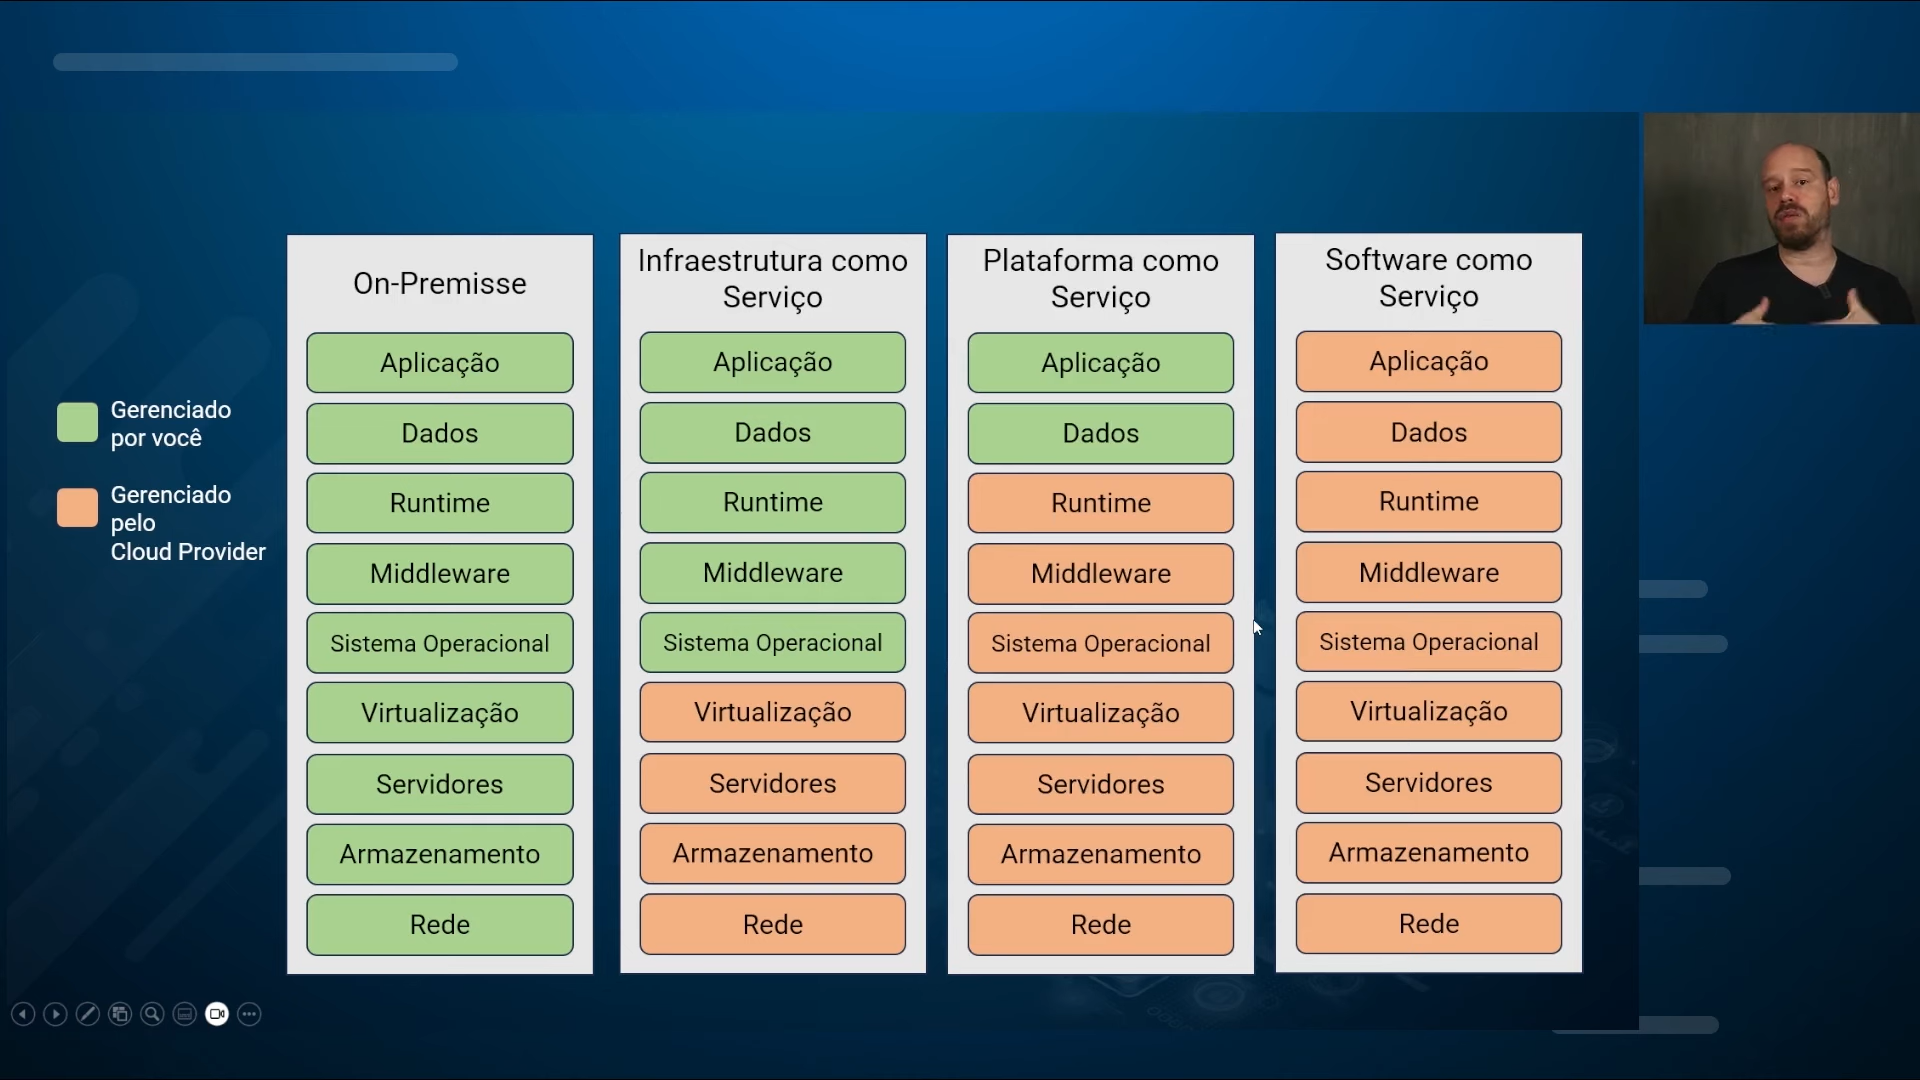 Gerenciado
por você
Gerenciado
pelo
Cloud Provider
On-Premisse
Aplicação
Dados
Runtime
Middleware
Sistema Operacional
Virtualização
Servidores
Armazenamento
Rede
Infraestrutura como
Serviço
Aplicação
Dados
Runtime
Middleware
Sistema Operacional
Virtualização
Servidores
Armazenamento
Rede
Plataforma como
Serviço
Aplicação
Dados
Runtime
Middleware
Sistema Operacional
Virtualização
Servidores
Armazenamento
Rede
Software como
Serviço
Aplicação
Dados
Runtime
Middleware
Sistema Operacional
Virtualização
Servidores
Armazenamento
Rede